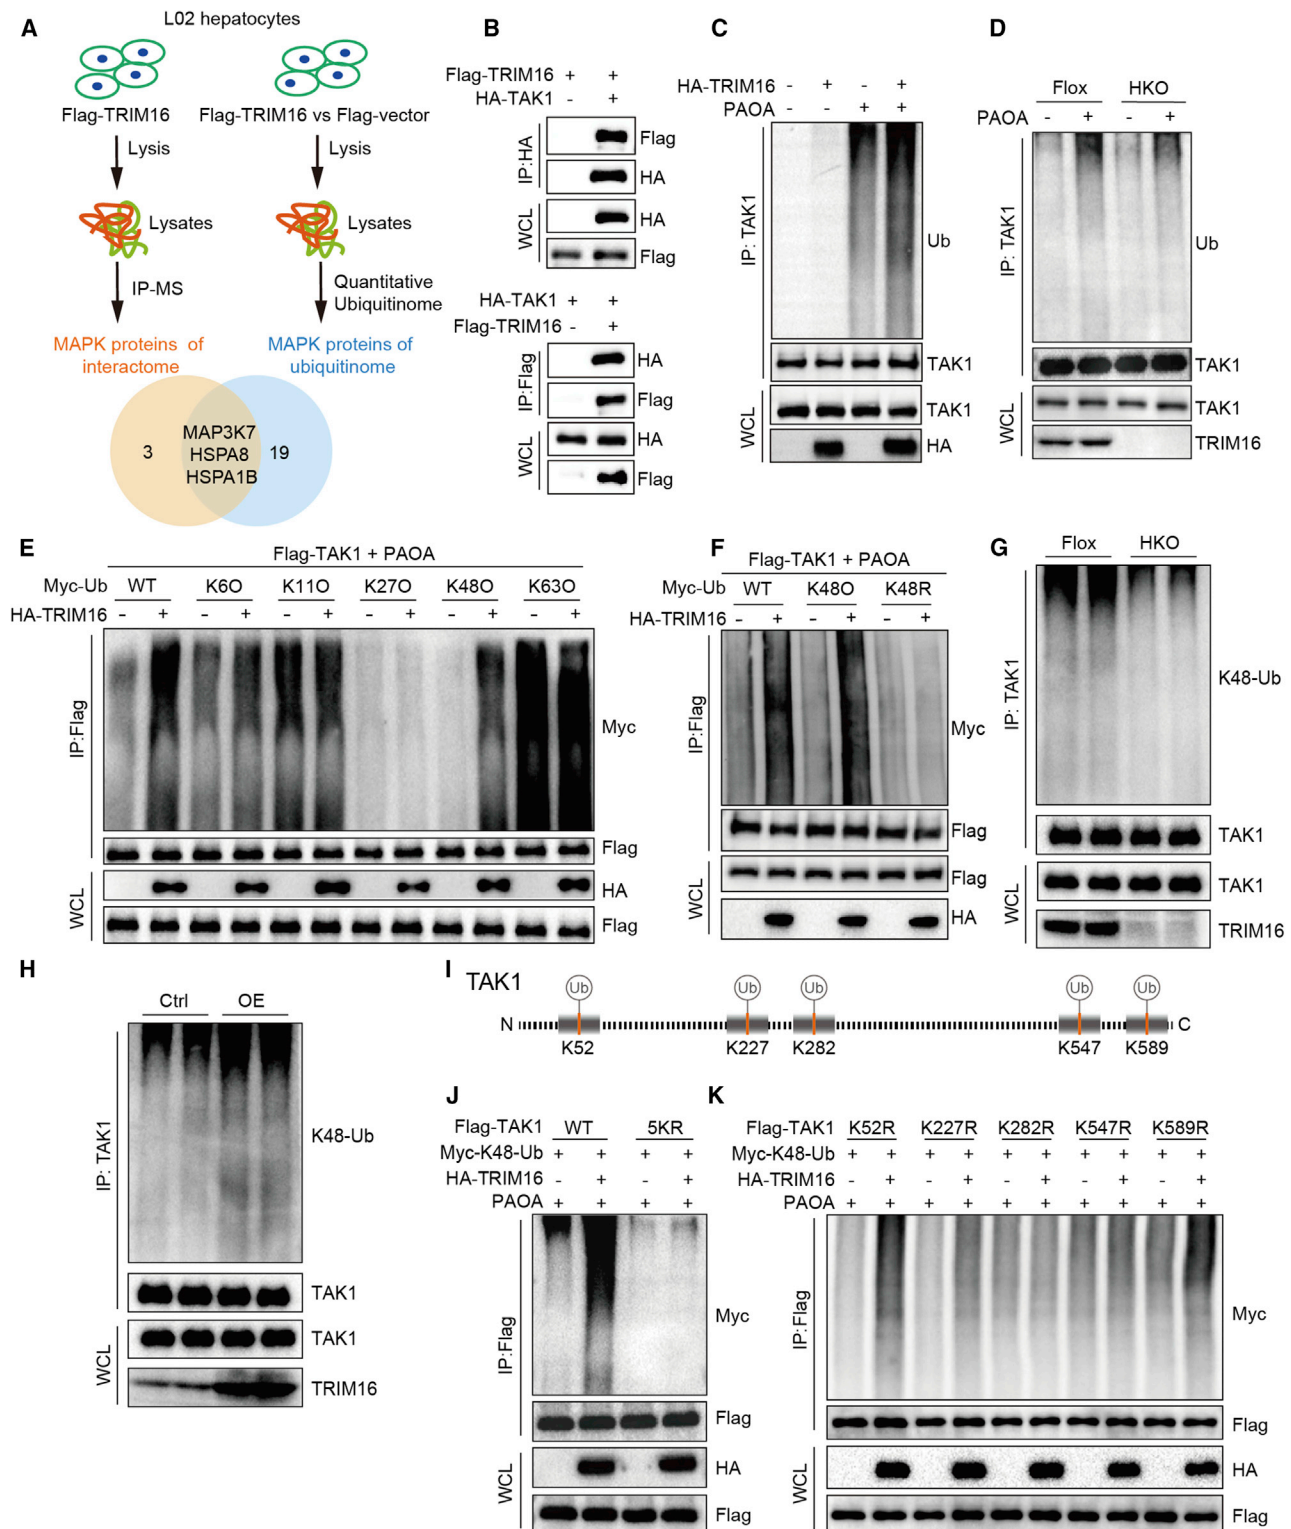 A
L02 hepatocytes
Flag-TRIM16
Flag-TRIM16 vs Flag-vector
Lysis
Lysis
Lysates
Lysates
IP-MS
Quantitative
Ubiquitinome
MAPK proteins of
interactome
MAPK proteins of
ubiquitinome
3
MAP3K7
HSPA8
HSPA1B
19
B
Flag-TRIM16 + +
HA-TAK1 - +
IP:HA
Flag
HA
WCL
HA
Flag
HA-TAK1 + +
Flag-TRIM16 - +
IP:Flag
HA
Flag
WCL
HA
Flag
C
HA-TRIM16 - + - +
PAOA - - + +
IP: TAK1
Ub
TAK1
WCL
TAK1
HA
D
Flox HKO
PAOA - + - +
IP: TAK1
Ub
TAK1
WCL
TAK1
TRIM16
E
Flag-TAK1 + PAOA
Myc-Ub WT K6O K11O K27O K48O K63O
HA-TRIM16 - + - + - + - + - + - +
IP:Flag
Myc
Flag
WCL
HA
Flag
F
Flag-TAK1 + PAOA
Myc-Ub WT K48O K48R
HA-TRIM16 - + - + - +
IP:Flag
Myc
Flag
WCL
Flag
HA
G
Flox HKO
IP: TAK1
K48-Ub
TAK1
WCL
TAK1
TRIM16
H
Ctrl OE
IP: TAK1
K48-Ub
TAK1
WCL
TAK1
TRIM16
I
TAK1
Ub Ub Ub Ub Ub
N C
K52 K227 K282 K547 K589
J
Flag-TAK1 WT 5KR
Myc-K48-Ub + + + +
HA-TRIM16 - + - +
PAOA + + + +
IP:Flag
Myc
Flag
WCL
HA
Flag
K
Flag-TAK1 K52R K227R K282R K547R K589R
Myc-K48-Ub + + + + + + + + + +
HA-TRIM16 - + - + - + - + - +
PAOA + + + + + + + + + +
IP:Flag
Myc
Flag
WCL
HA
Flag